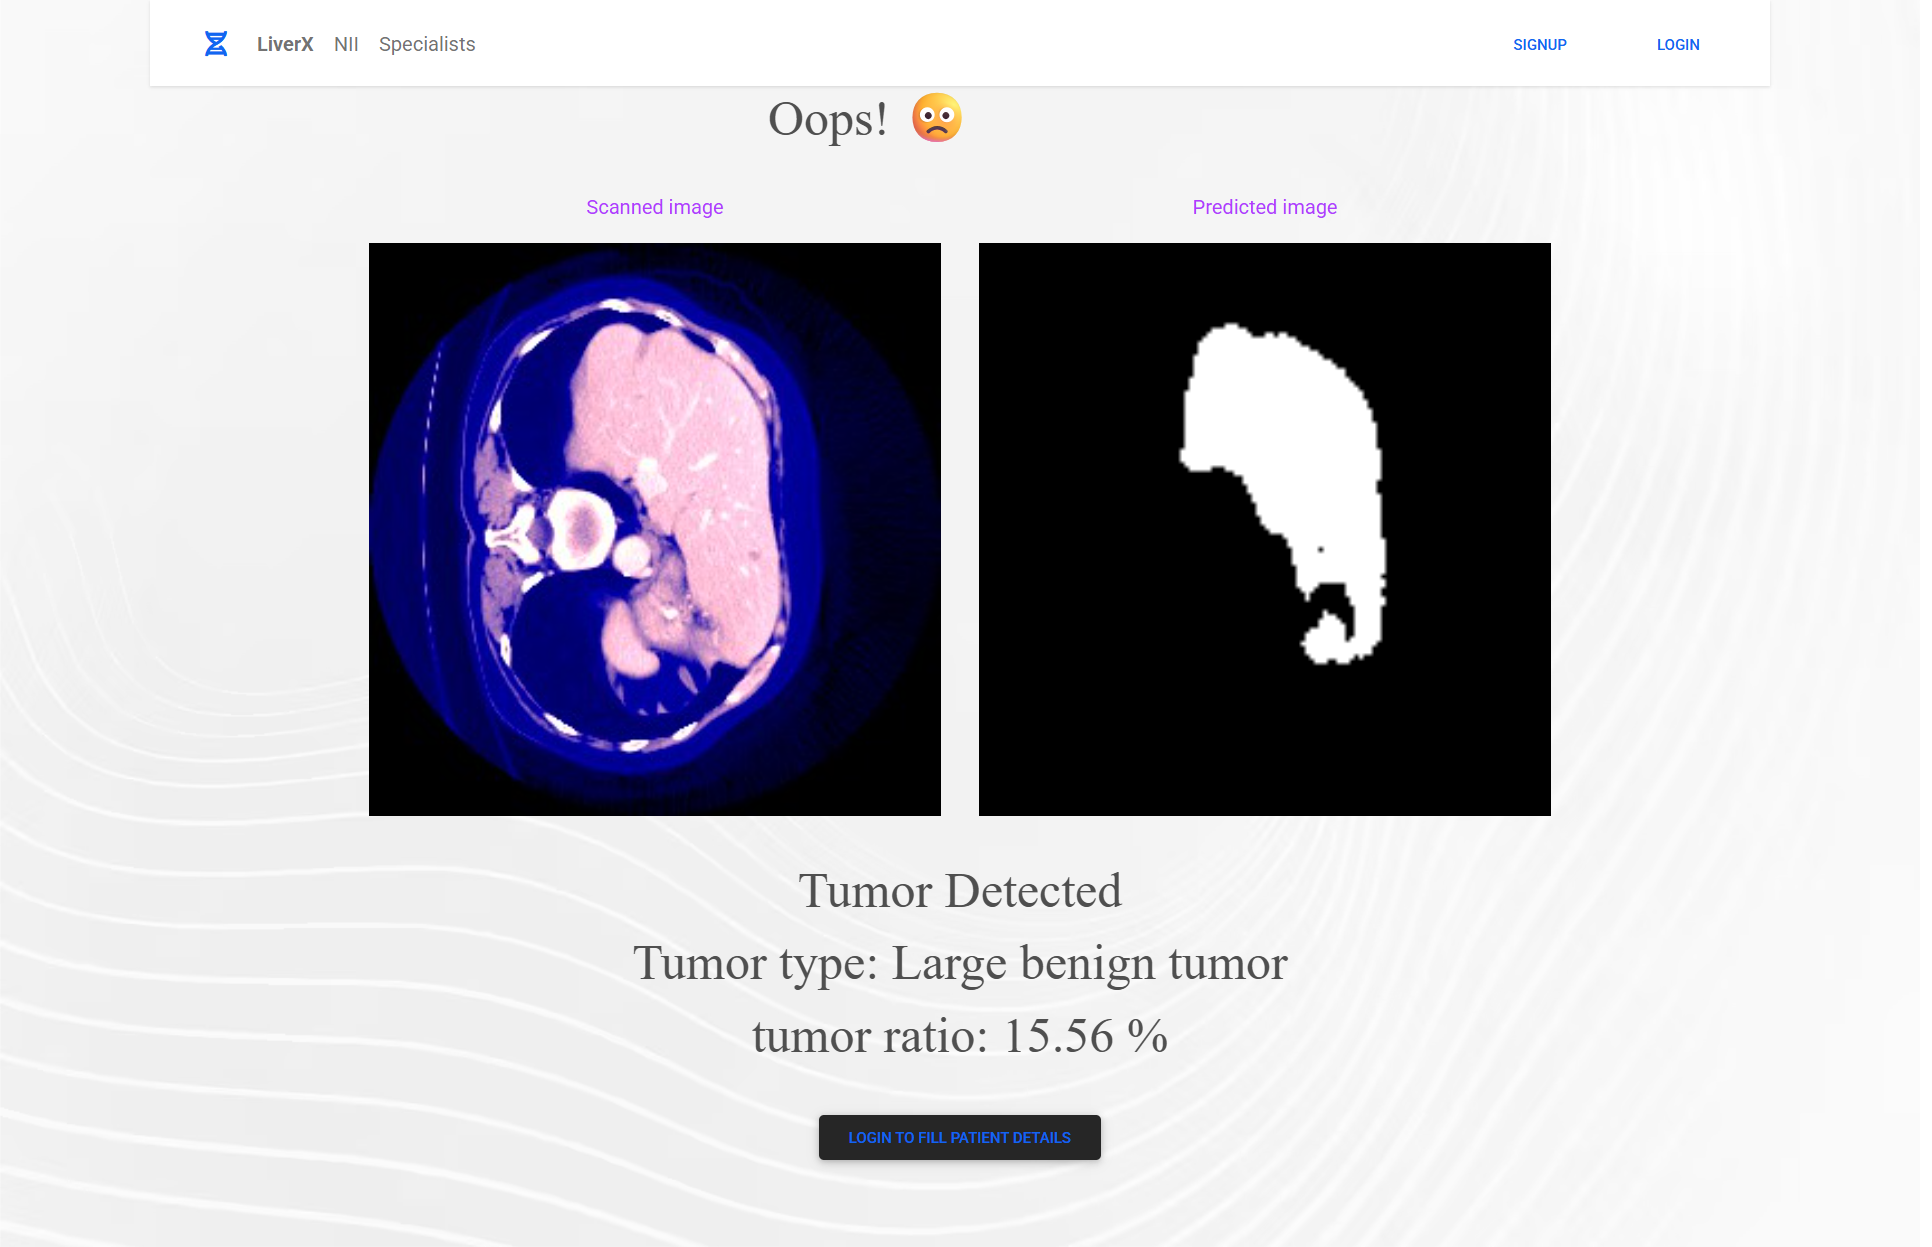 LiverX NII Specialists SIGNUP LOGIN
Oops! 🙁
Scanned image
Predicted image
Tumor Detected
Tumor type: Large benign tumor
tumor ratio: 15.56 %
LOGIN TO FILL PATIENT DETAILS